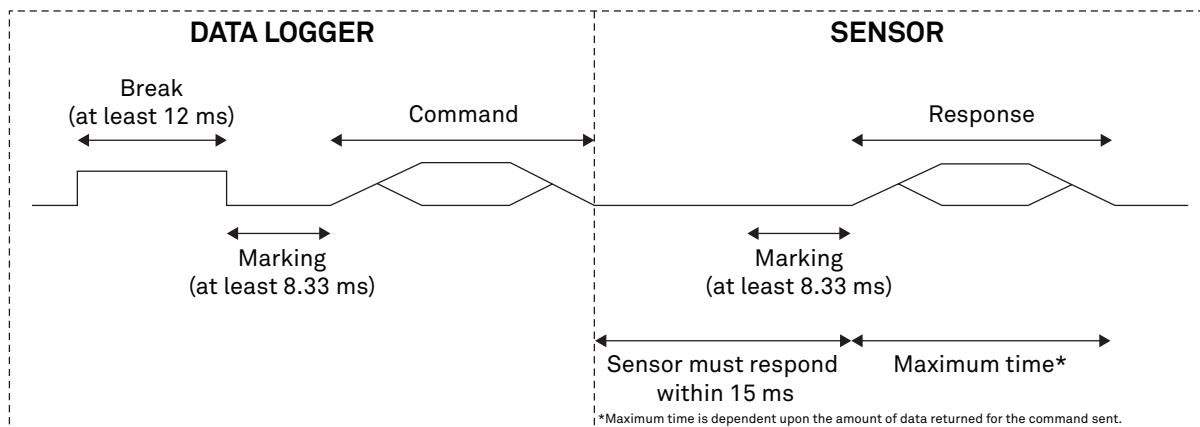 DATA LOGGER
SENSOR
Break
(at least 12 ms)
Command
Response
Marking
(at least 8.33 ms)
Marking
(at least 8.33 ms)
Sensor must respond
within 15 ms
Maximum time*
*Maximum time is dependent upon the amount of data returned for the command sent.